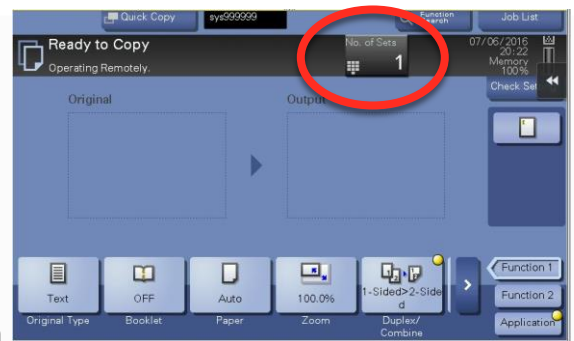 Quick Copy
sys999999
Function
Search
Job List
Ready to Copy
Operating Remotely.
No. of Sets
1
07/06/2016
20:22
Memory
100%
Check Set
Original
Output
Text
OFF
Auto
100.0%
1-Sided>2-Side
d
Original Type
Booklet
Paper
Zoom
Duplex/
Combine
Function 1
Function 2
Application